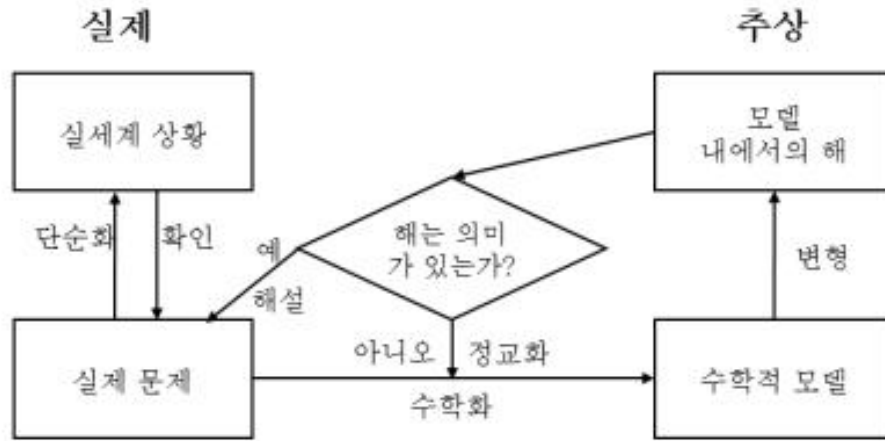 실제
추상
실세계 상황
모델
내에서의 해
단순화
확인
예
해설
해는 의미
가 있는가?
변형
아니오
정교화
실제 문제
수학화
수학적 모델